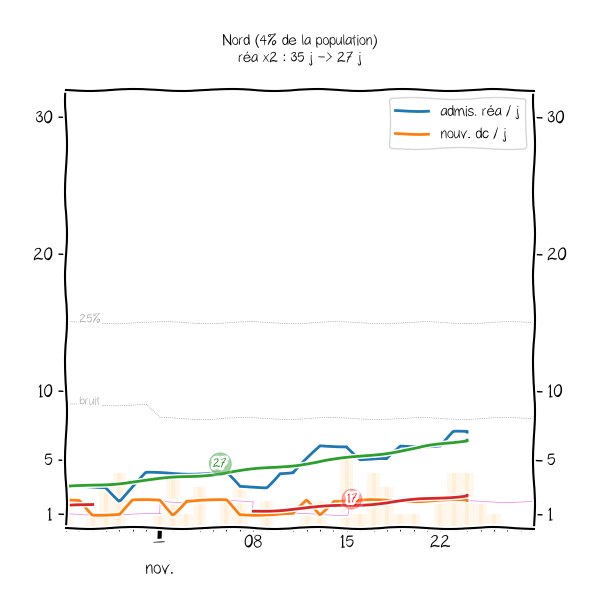 Nord (4% de la population)
réa x2 : 35 j -> 27 j
admis. réa / j
nouv. dc / j
30
30
20
20
25%
10
10
bruit
27
5
5
17
1
1
1
08
15
22
nov.